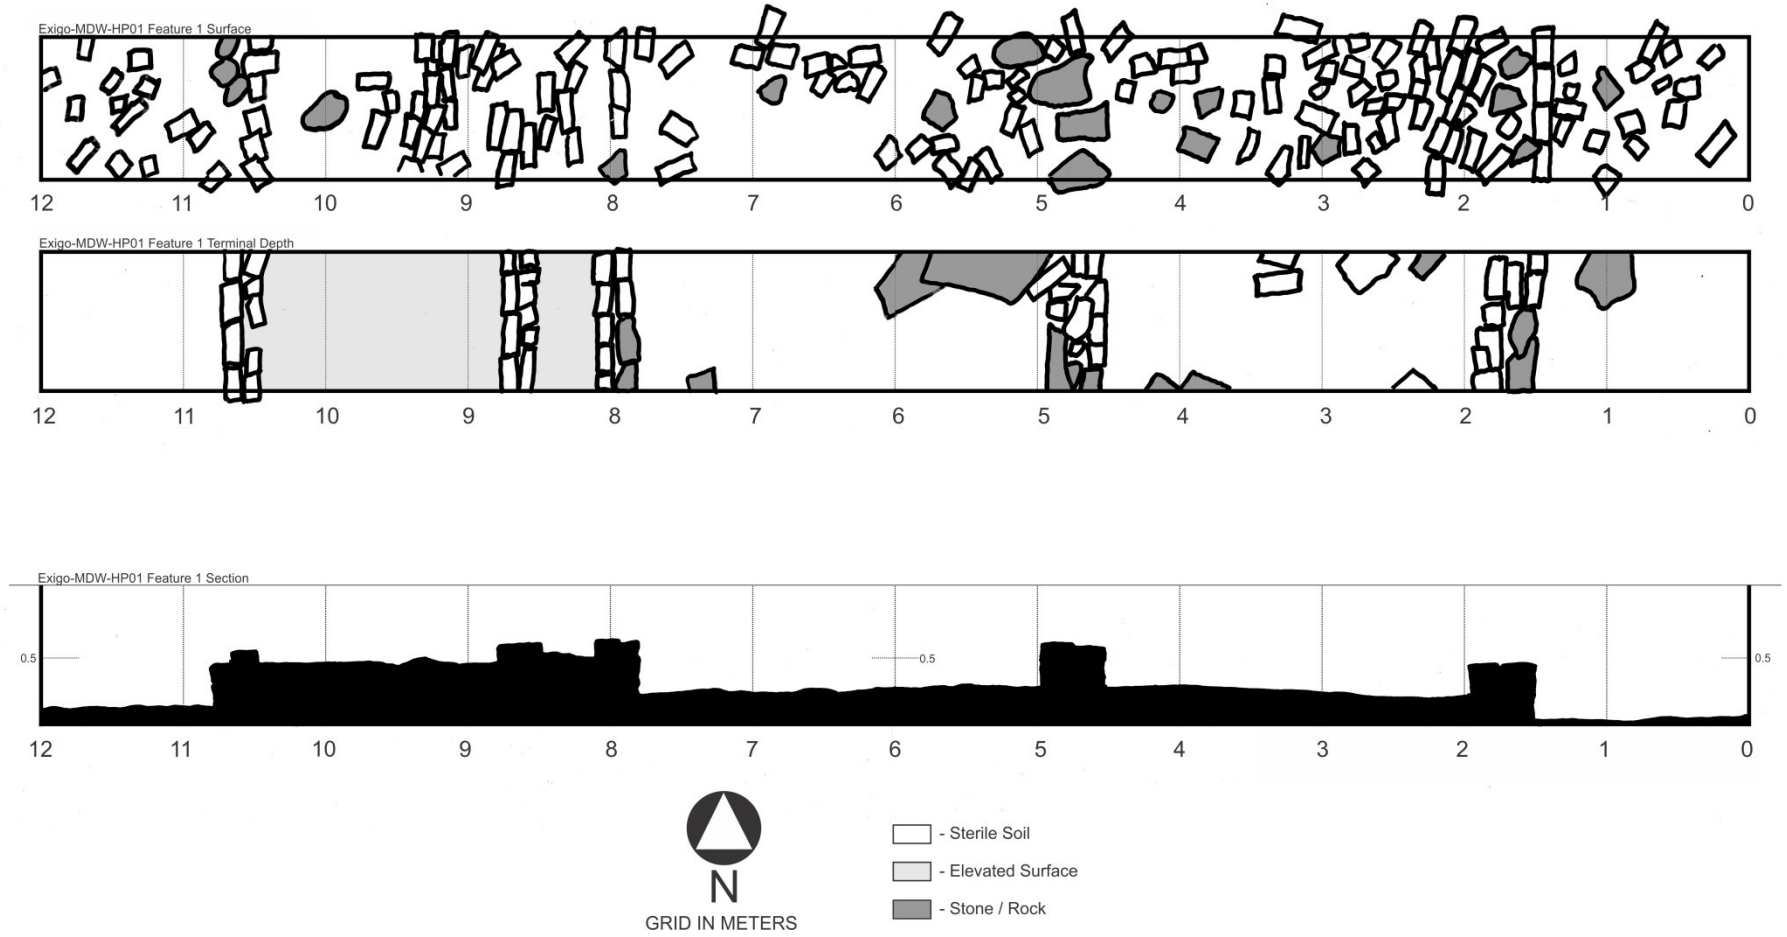 Exigo-MDW-HP01 Feature 1 Surface
12 11 10 9 8 7 6 5 4 3 2 1 0
Exigo-MDW-HP01 Feature 1 Terminal Depth
12 11 10 9 8 7 6 5 4 3 2 1 0
Exigo-MDW-HP01 Feature 1 Section
0.5 0.5 0.5
12 11 10 9 8 7 6 5 4 3 2 1 0
N
GRID IN METERS
- Sterile Soil
- Elevated Surface
- Stone / Rock